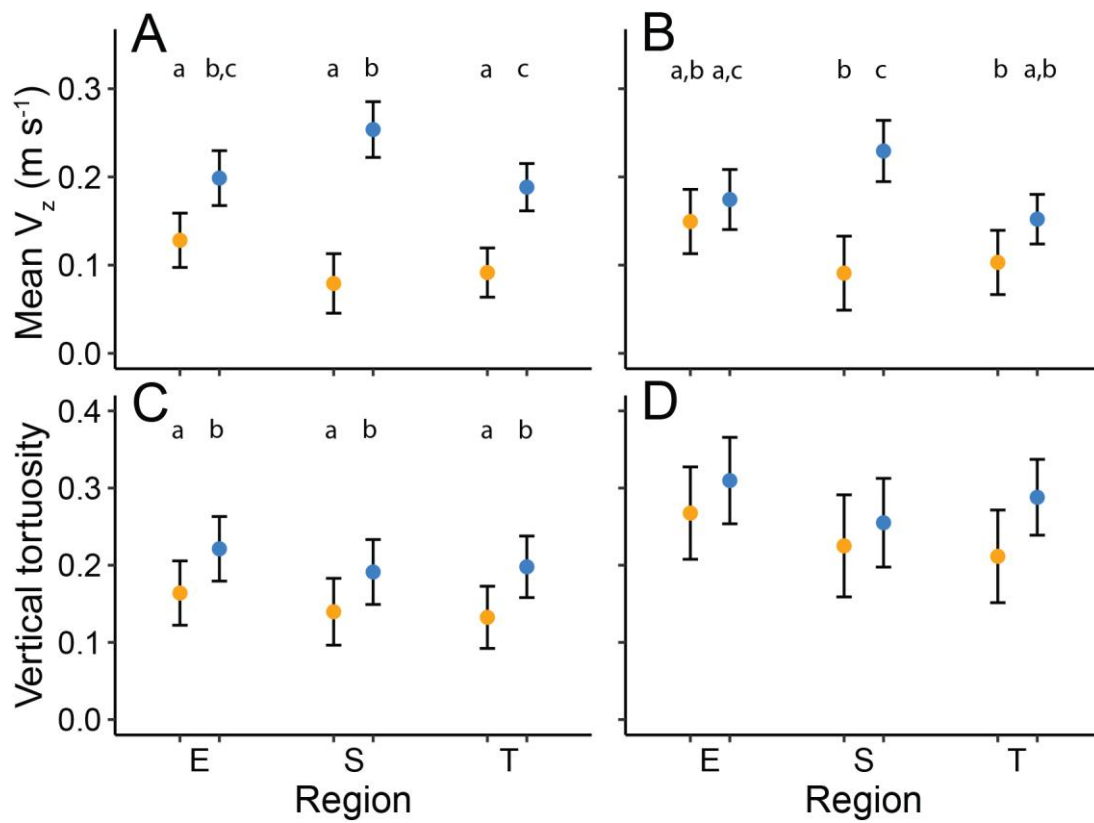 A
B
a b,c a b a c
a,b a,c b c b a,b
Mean Vz (m s-1)
0.3
0.2
0.1
0.0
C
D
a b a b a b
Vertical tortuosity
0.4
0.3
0.2
0.1
0.0
E S T
E S T
Region
Region